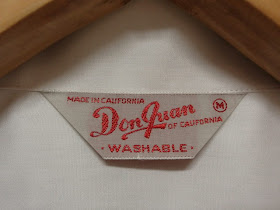 MADE IN CALIFORNIA
Don Juan M
OF CALIFORNIA
· WASHABLE ·